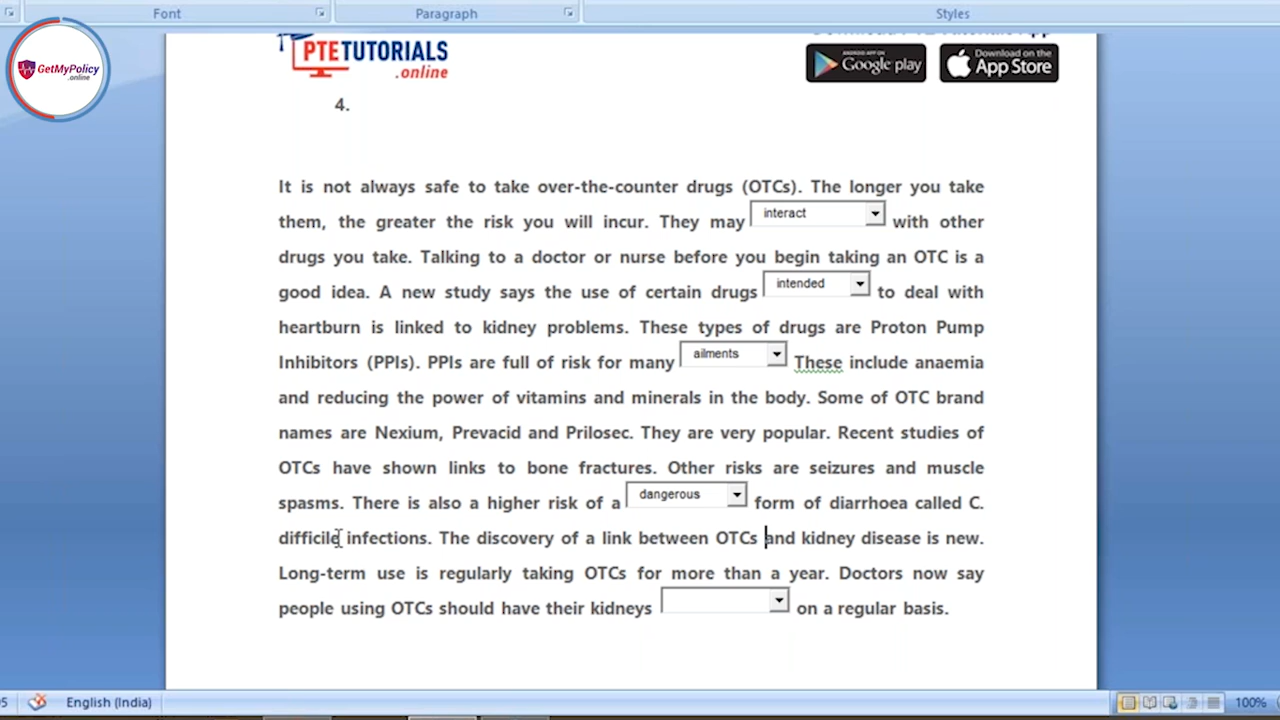 Font Paragraph Styles
GetMyPolicy
.online
PTETUTORIALS
.online
ANDROID APP ON
Google play
Download on the
App Store
4.
It is not always safe to take over-the-counter drugs (OTCs). The longer you take
them, the greater the risk you will incur. They may interact with other
drugs you take. Talking to a doctor or nurse before you begin taking an OTC is a
good idea. A new study says the use of certain drugs intended to deal with
heartburn is linked to kidney problems. These types of drugs are Proton Pump
Inhibitors (PPIs). PPIs are full of risk for many ailments These include anaemia
and reducing the power of vitamins and minerals in the body. Some of OTC brand
names are Nexium, Prevacid and Prilosec. They are very popular. Recent studies of
OTCs have shown links to bone fractures. Other risks are seizures and muscle
spasms. There is also a higher risk of a dangerous form of diarrhoea called C.
difficile infections. The discovery of a link between OTCs and kidney disease is new.
Long-term use is regularly taking OTCs for more than a year. Doctors now say
people using OTCs should have their kidneys on a regular basis.
English (India) 100%